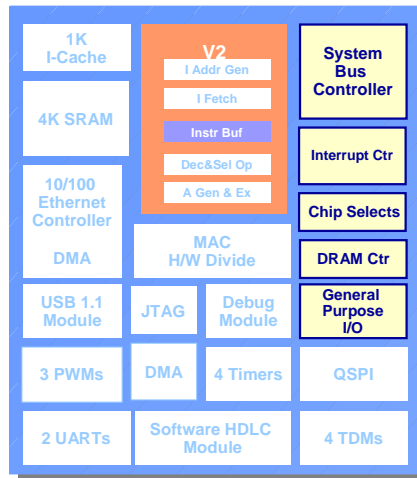 1K
I-Cache
V2
I Addr Gen
I Fetch
Instr Buf
Dec&Sel Op
A Gen & Ex
System
Bus
Controller
4K SRAM
Interrupt Ctr
10/100
Ethernet
Controller
DMA
Chip Selects
MAC
H/W Divide
DRAM Ctr
USB 1.1
Module
JTAG
Debug
Module
General
Purpose
I/O
3 PWMs
DMA
4 Timers
QSPI
2 UARTs
Software HDLC
Module
4 TDMs